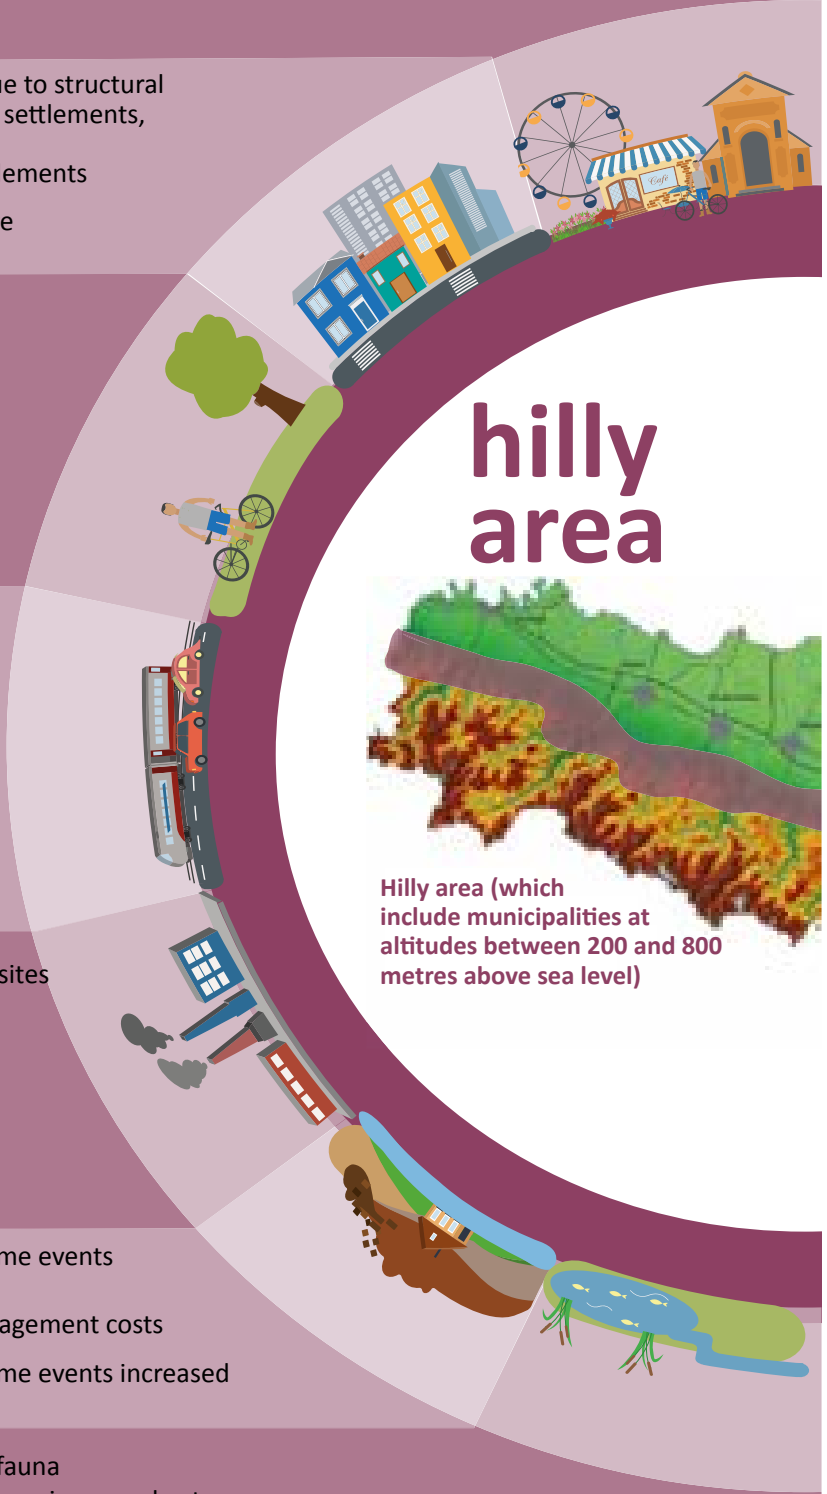 ue to structural
settlements,
lements
e
Café
hilly
area
Hilly area (which
include municipalities at
altitudes between 200 and 800
metres above sea level)
sites
me events
agement costs
me events increased
fauna